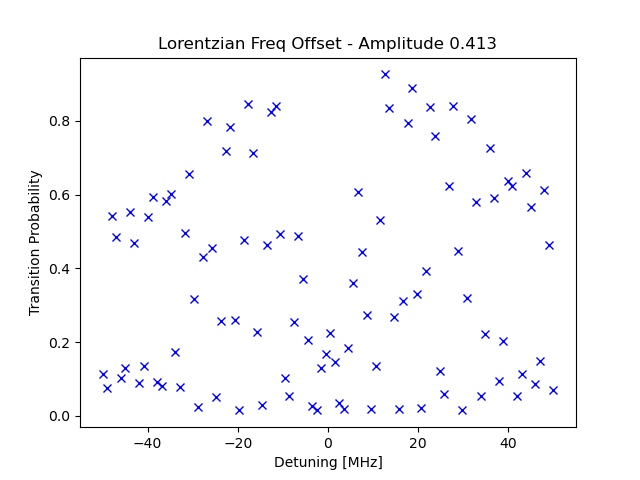 Lorentzian Freq Offset - Amplitude 0.413
Transition Probability
0.8
0.6
0.4
0.2
0.0
−40 −20 0 20 40
Detuning [MHz]